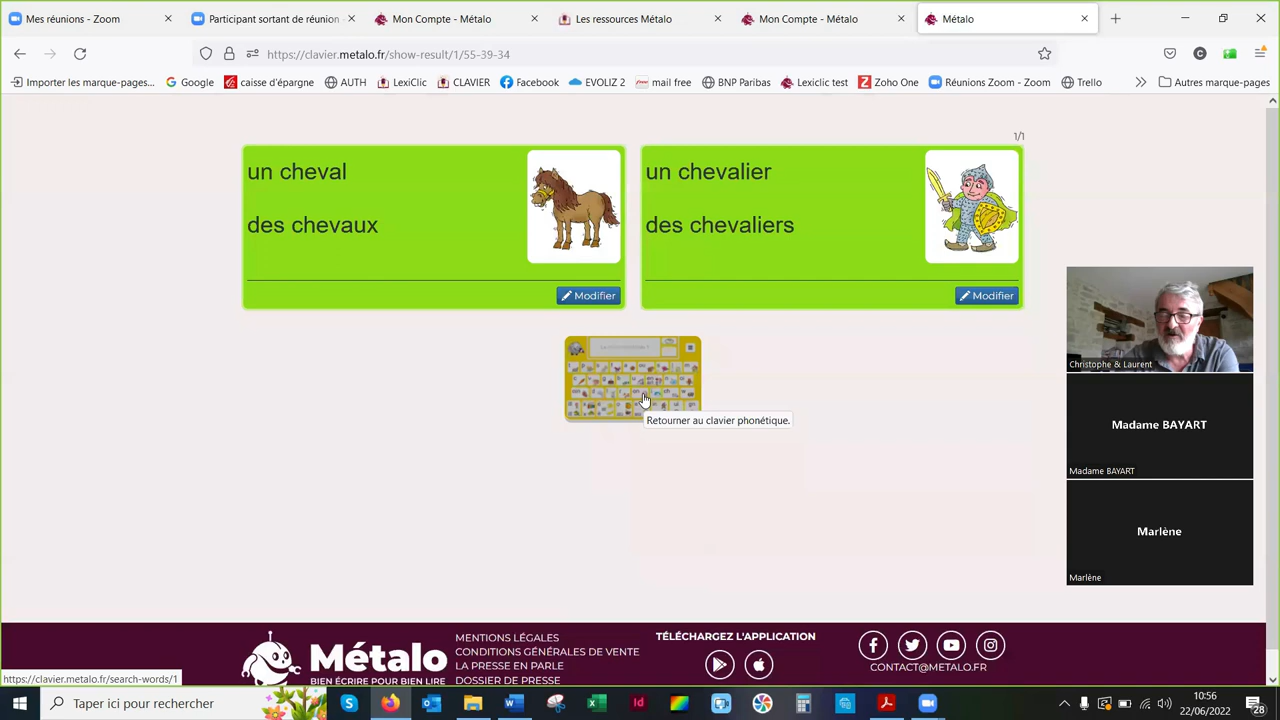 Mes réunions - Zoom
Participant sortant de réunion -
Mon Compte - Métalo
Les ressources Métalo
Mon Compte - Métalo
Métalo
https://clavier.metalo.fr/show-result/1/55-39-34
Importer les marque-pages...
Google
caisse d'épargne
AUTH
LexiClic
CLAVIER
Facebook
EVOLIZ 2
mail free
BNP Paribas
Lexiclic test
Zoho One
Réunions Zoom - Zoom
Trello
Autres marque-pages
1/1
un cheval
des chevaux
Modifier
un chevalier
des chevaliers
Modifier
Retourner au clavier phonétique.
Christophe & Laurent
Madame BAYART
Madame BAYART
Marlène
Marlène
Métalo
BIEN ÉCRIRE POUR BIEN LIRE
MENTIONS LÉGALES
CONDITIONS GÉNÉRALES DE VENTE
LA PRESSE EN PARLE
DOSSIER DE PRESSE
TÉLÉCHARGEZ L'APPLICATION
CONTACT@METALO.FR
https://clavier.metalo.fr/search-words/1
Taper ici pour rechercher
10:56
22/06/2022
28